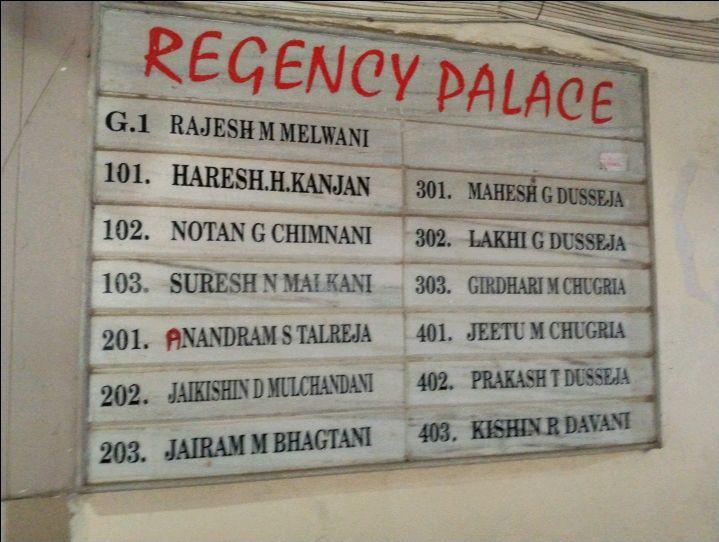 REGENCY PALACE
G.1 RAJESH M MELWANI
101. HARESH.H.KANJAN
102. NOTAN G CHIMNANI
103. SURESH N MALKANI
201. ANANDRAM S TALREJA
202. JAIKISHIN D MULCHANDANI
203. JAIRAM M BHAGTANI
301. MAHESH G DUSSEJA
302. LAKHI G DUSSEJA
303. GIRDHARI M CHUGRIA
401. JEETU M CHUGRIA
402. PRAKASH T DUSSEJA
403. KISHIN R DAVANI